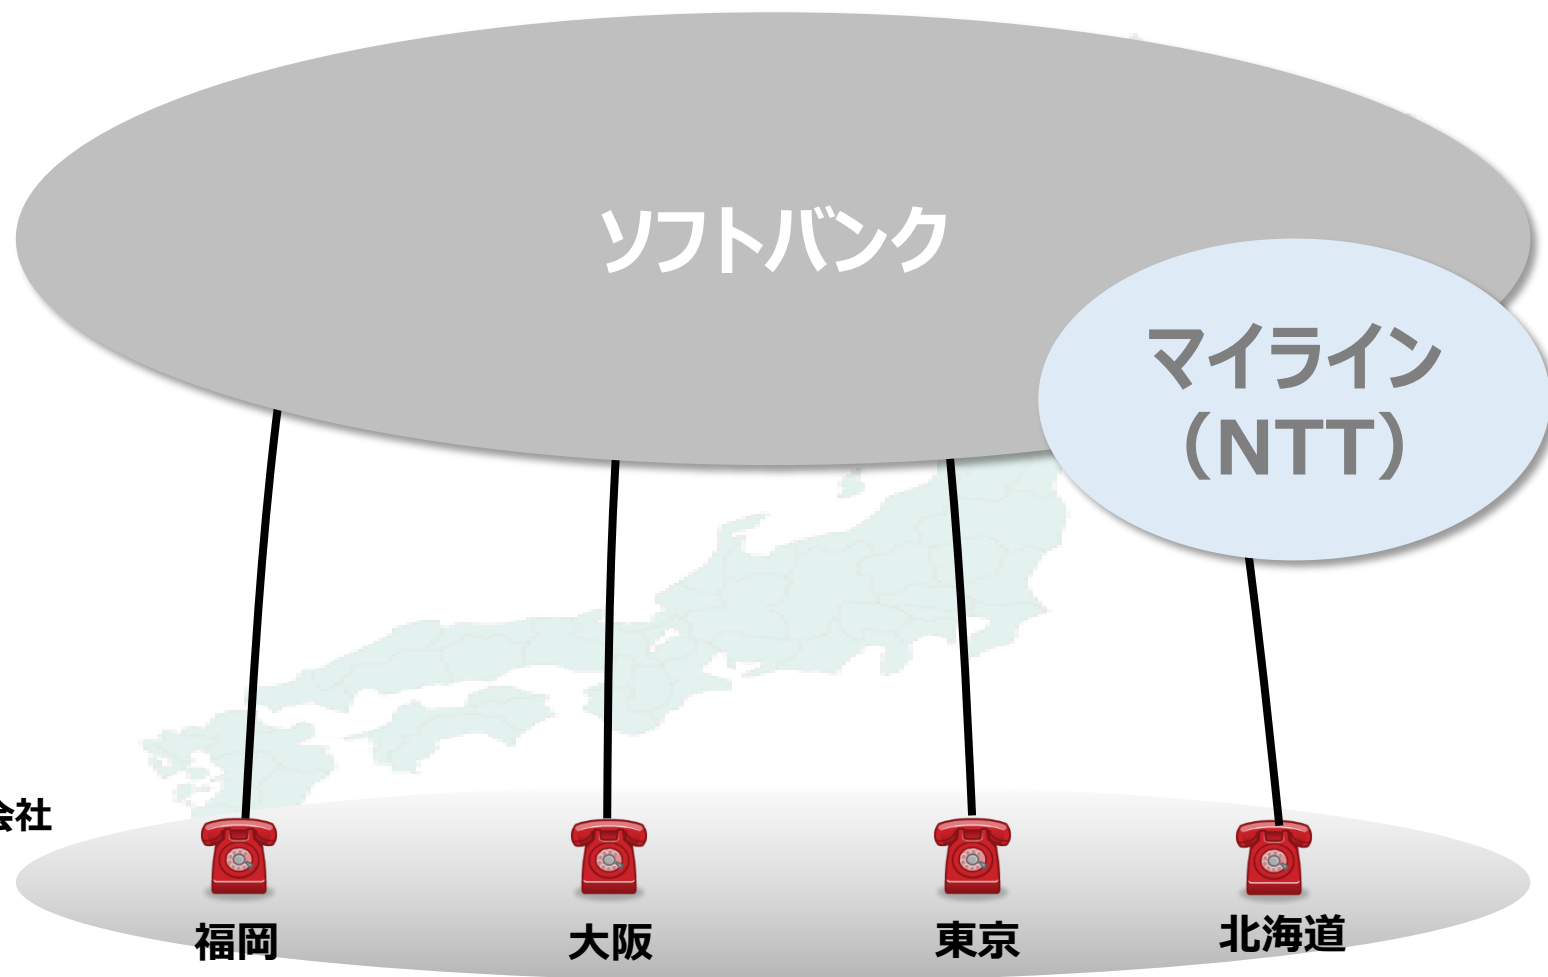 ソフトバンク
マイライン
（NTT）
会社
福岡
大阪
東京
北海道